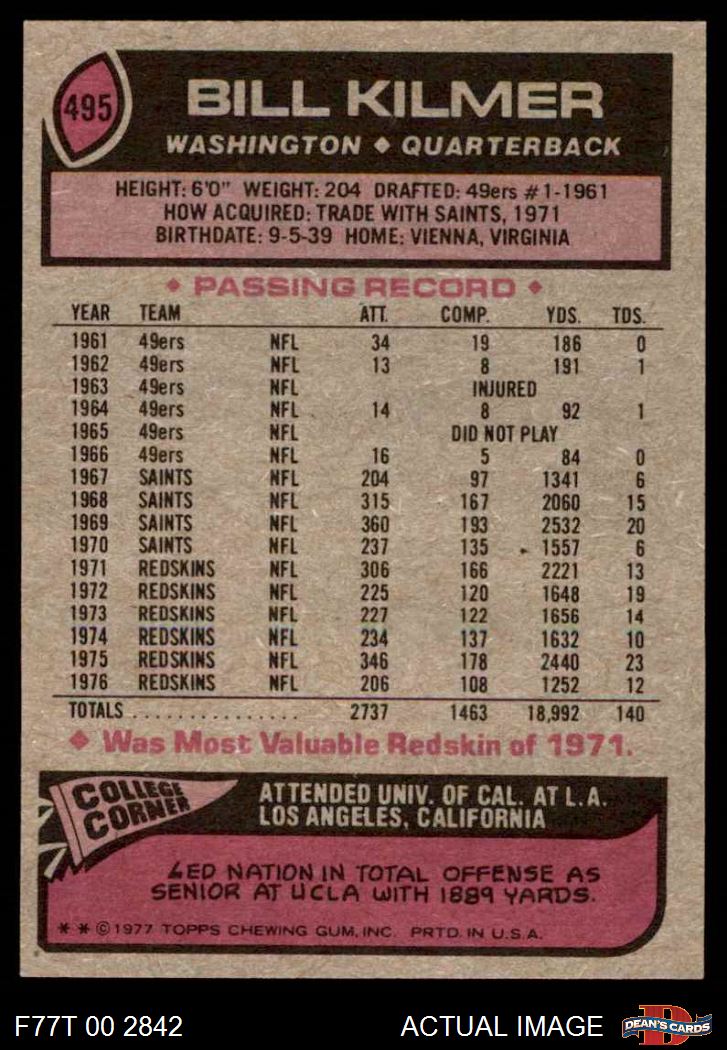 495
BILL KILMER
WASHINGTON ◆ QUARTERBACK
HEIGHT: 6'0" WEIGHT: 204 DRAFTED: 49ers #1-1961
HOW ACQUIRED: TRADE WITH SAINTS, 1971
BIRTHDATE: 9-5-39 HOME: VIENNA, VIRGINIA
◆ PASSING RECORD ◆
YEAR TEAM ATT. COMP. YDS. TDS.
1961 49ers NFL 34 19 186 0
1962 49ers NFL 13 8 191 1
1963 49ers NFL INJURED
1964 49ers NFL 14 8 92 1
1965 49ers NFL DID NOT PLAY
1966 49ers NFL 16 5 84 0
1967 SAINTS NFL 204 97 1341 6
1968 SAINTS NFL 315 167 2060 15
1969 SAINTS NFL 360 193 2532 20
1970 SAINTS NFL 237 135 1557 6
1971 REDSKINS NFL 306 166 2221 13
1972 REDSKINS NFL 225 120 1648 19
1973 REDSKINS NFL 227 122 1656 14
1974 REDSKINS NFL 234 137 1632 10
1975 REDSKINS NFL 346 178 2440 23
1976 REDSKINS NFL 206 108 1252 12
TOTALS ................ 2737 1463 18,992 140
◆ Was Most Valuable Redskin of 1971.
COLLEGE CORNER
ATTENDED UNIV. OF CAL. AT L.A.
LOS ANGELES, CALIFORNIA
LED NATION IN TOTAL OFFENSE AS
SENIOR AT UCLA WITH 1889 YARDS.
* * © 1977 TOPPS CHEWING GUM, INC. PRTD. IN U.S.A.
F77T 00 2842 ACTUAL IMAGE D DEAN'S CARDS